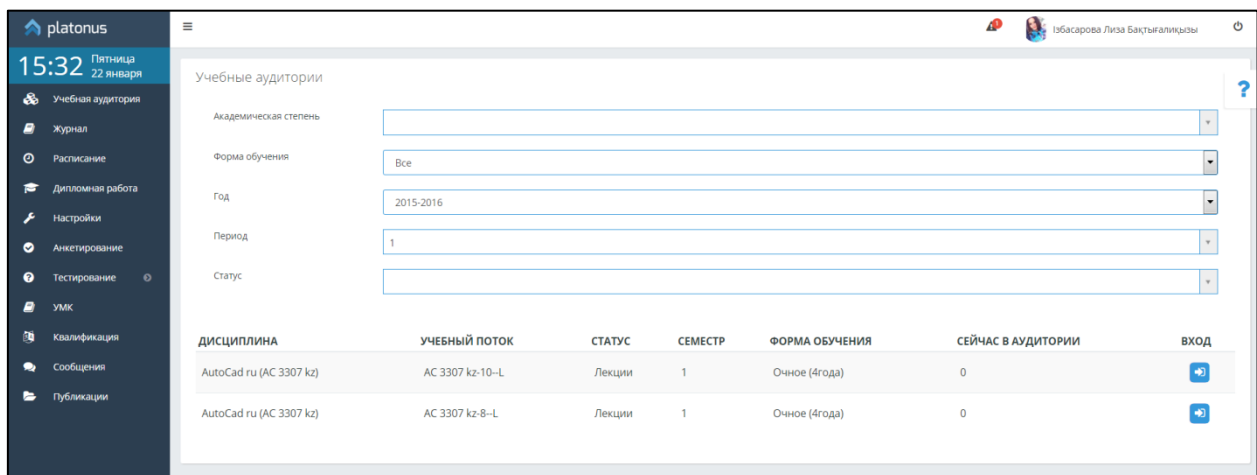 platonus
1
Ізбасарова Лиза Бақтығалиқызы
15:32 Пятница
22 января
Учебная аудитория
Журнал
Расписание
Дипломная работа
Настройки
Анкетирование
Тестирование
УМК
Квалификация
Сообщения
Публикации
Учебные аудитории
?
Академическая степень
Форма обучения Все
Год 2015-2016
Период 1
Статус
ДИСЦИПЛИНА УЧЕБНЫЙ ПОТОК СТАТУС СЕМЕСТР ФОРМА ОБУЧЕНИЯ СЕЙЧАС В АУДИТОРИИ ВХОД
AutoCad ru (AC 3307 kz) AC 3307 kz-10--L Лекции 1 Очное (4года) 0
AutoCad ru (AC 3307 kz) AC 3307 kz-8--L Лекции 1 Очное (4года) 0